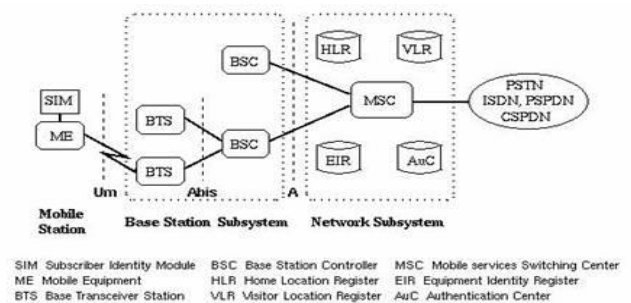 HLR VLR
BSC
PSTN
ISDN, PSPDN
CSPDN
SIM
MSC
ME
BTS
BSC
BTS
EIR AuC
Um Abis A
Mobile
Station
Base Station Subsystem
Network Subsystem
SIM Subscriber Identity Module BSC Base Station Controller MSC Mobile services Switching Center
ME Mobile Equipment HLR Home Location Register EIR Equipment Identity Register
BTS Base Transceiver Station VLR Visitor Location Register AuC Authentication Center